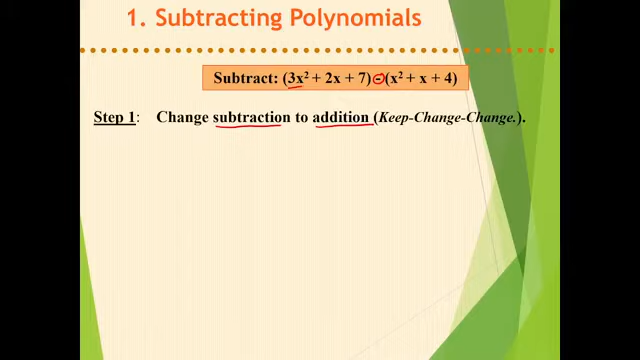 1. Subtracting Polynomials
Subtract: (3x² + 2x + 7) - (x² + x + 4)
Step 1: Change subtraction to addition (Keep-Change-Change.).